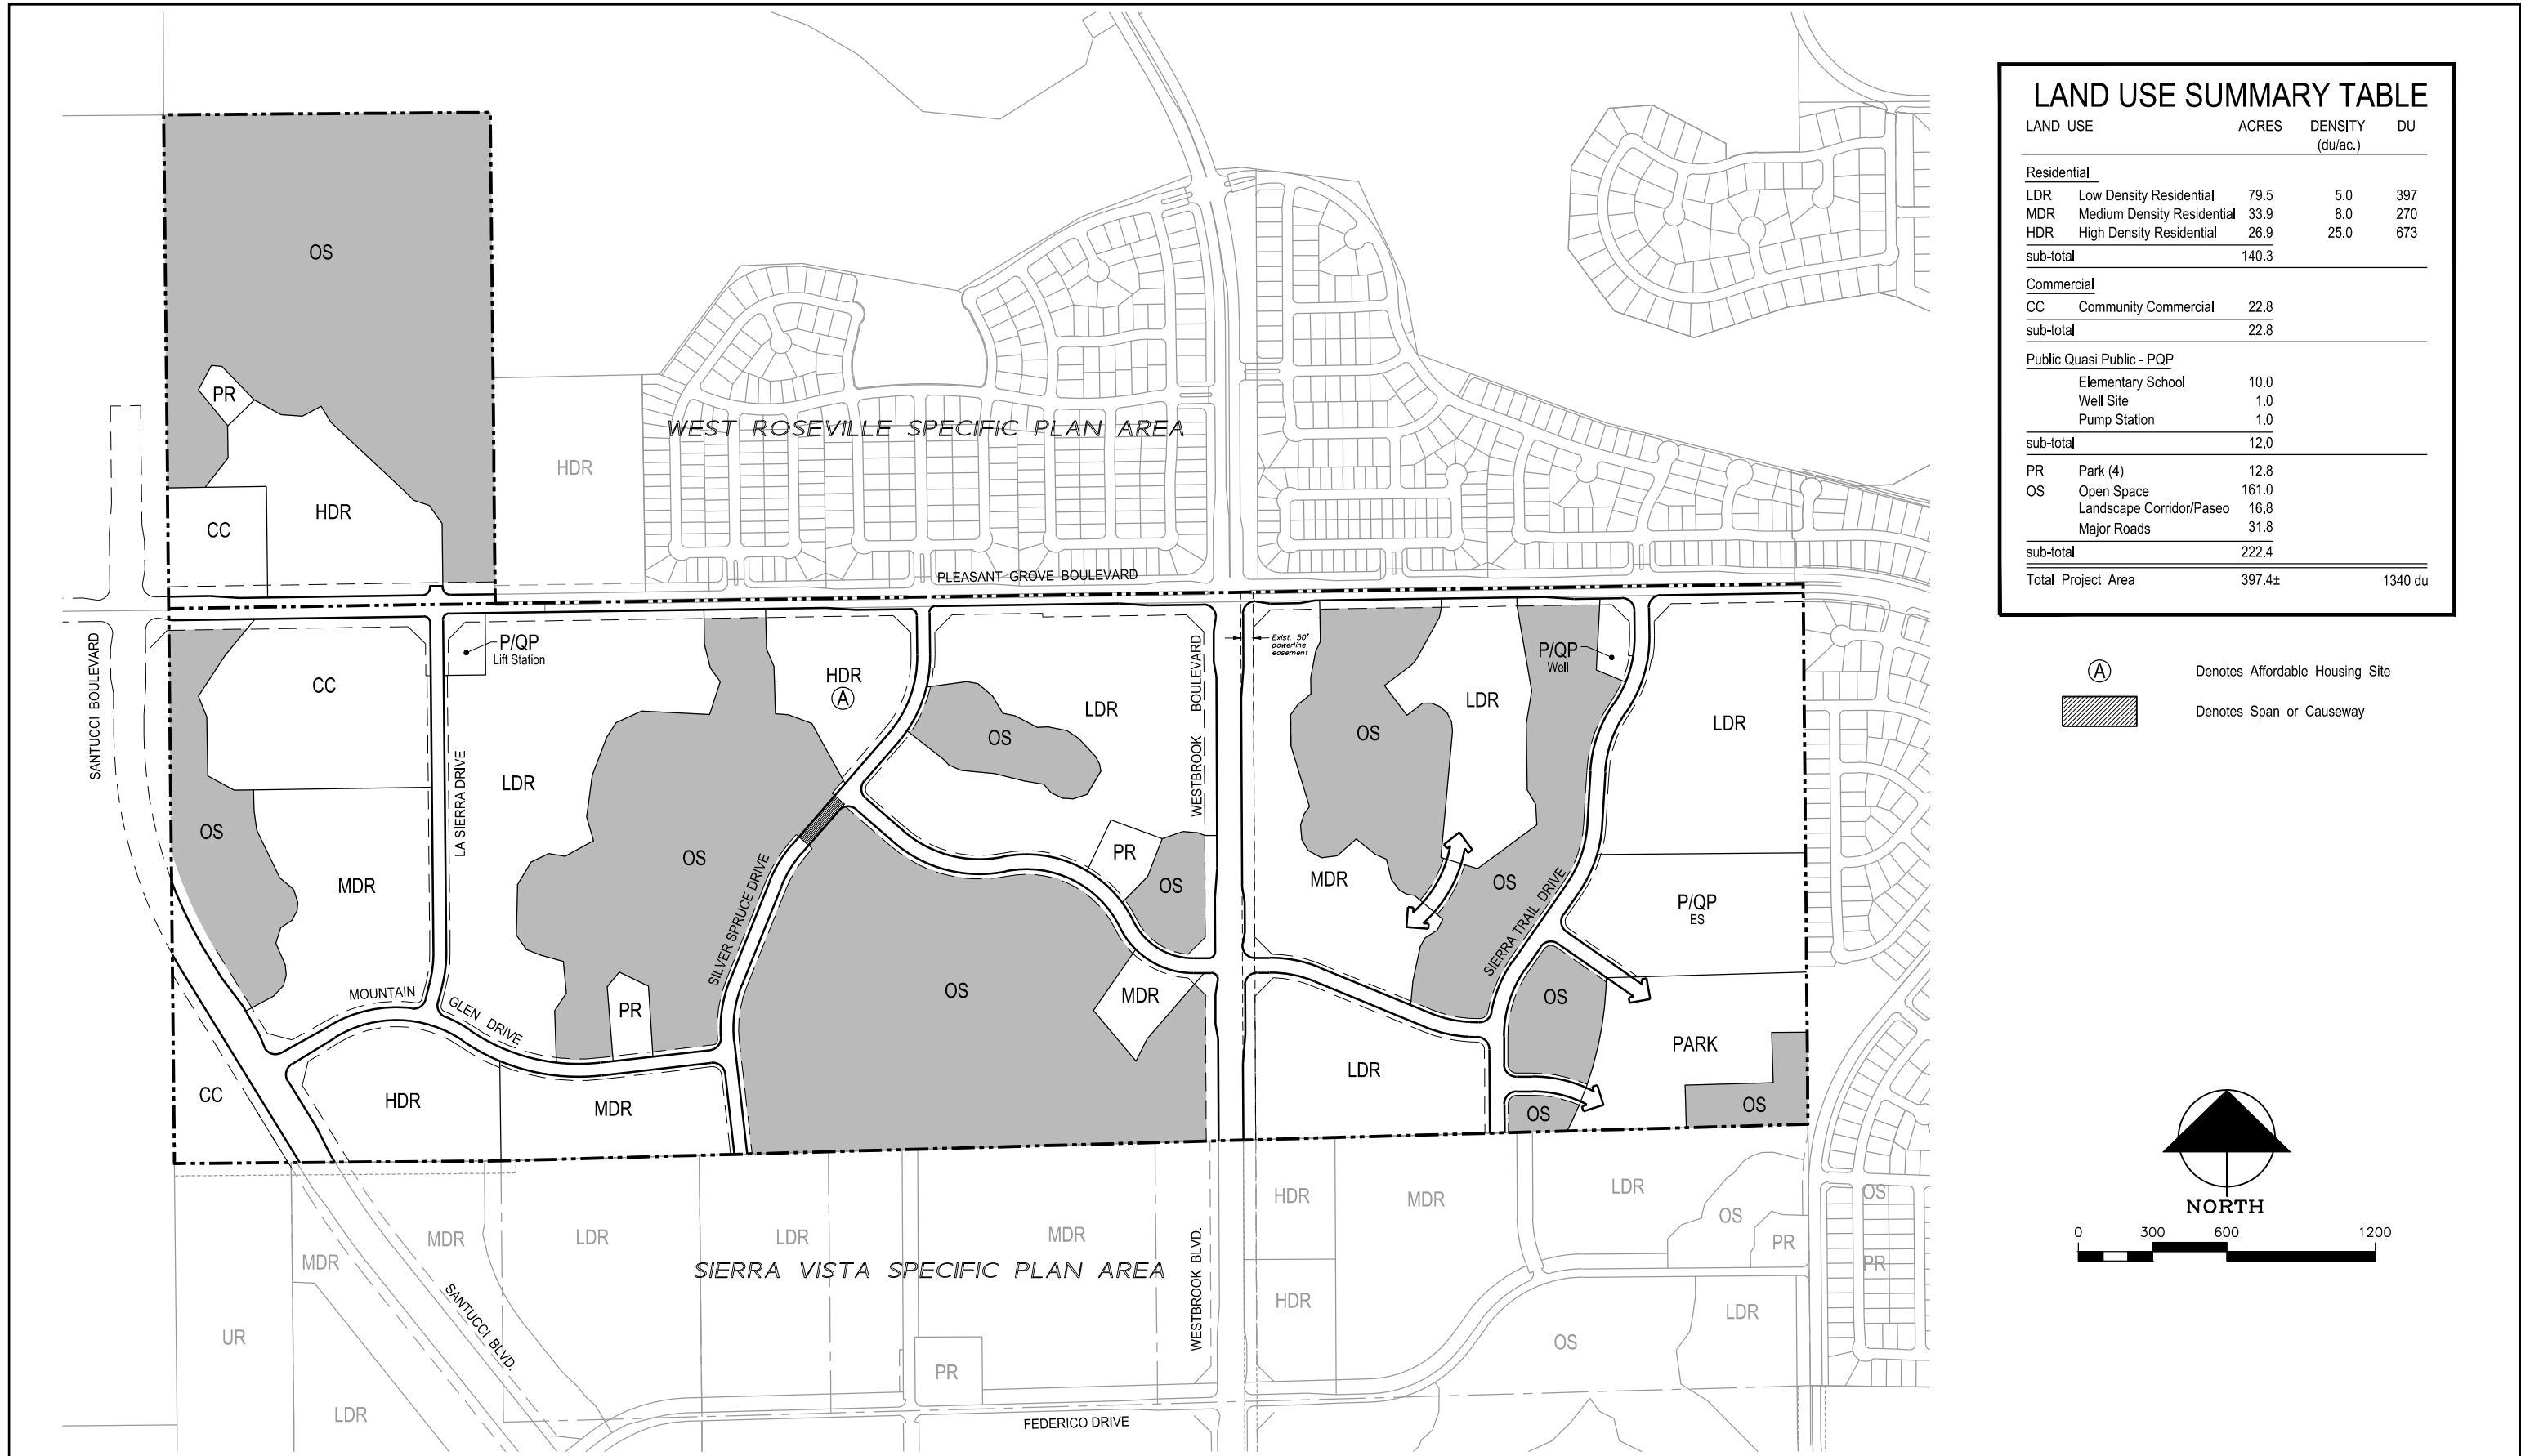 LAND USE SUMMARY TABLE
LAND USE ACRES DENSITY DU
(du/ac.)
Residential
LDR Low Density Residential 79.5 5.0 397
MDR Medium Density Residential 33.9 8.0 270
HDR High Density Residential 26.9 25.0 673
sub-total 140.3
Commercial
CC Community Commercial 22.8
sub-total 22.8
Public Quasi Public - PQP
Elementary School 10.0
Well Site 1.0
Pump Station 1.0
sub-total 12.0
PR Park (4) 12.8
OS Open Space 161.0
Landscape Corridor/Paseo 16.8
Major Roads 31.8
sub-total 222.4
Total Project Area 397.4± 1340 du
A Denotes Affordable Housing Site
Denotes Span or Causeway
NORTH
0 300 600 1200
OS
PR
HDR
CC
HDR
WEST ROSEVILLE SPECIFIC PLAN AREA
PLEASANT GROVE BOULEVARD
SANTUCCI BOULEVARD
P/QP
Lift Station
CC
LA SIERRA DRIVE
LDR
HDR
A
OS
LDR
WESTBROOK BOULEVARD
Exist. 50'
powerline
easement
OS
LDR
P/QP
Well
LDR
OS
MDR
OS
SILVER SPRUCE DRIVE
PR
OS
MDR
OS
SIERRA TRAIL DRIVE
P/QP
ES
MOUNTAIN
GLEN DRIVE
PR
OS
MDR
OS
PARK
CC
HDR
MDR
LDR
OS
OS
MDR
MDR
LDR
LDR
MDR
HDR
MDR
LDR
OS
PR
OS
PR
SIERRA VISTA SPECIFIC PLAN AREA
SANTUCCI BLVD.
WESTBROOK BLVD.
HDR
LDR
UR
OS
PR
LDR
FEDERICO DRIVE